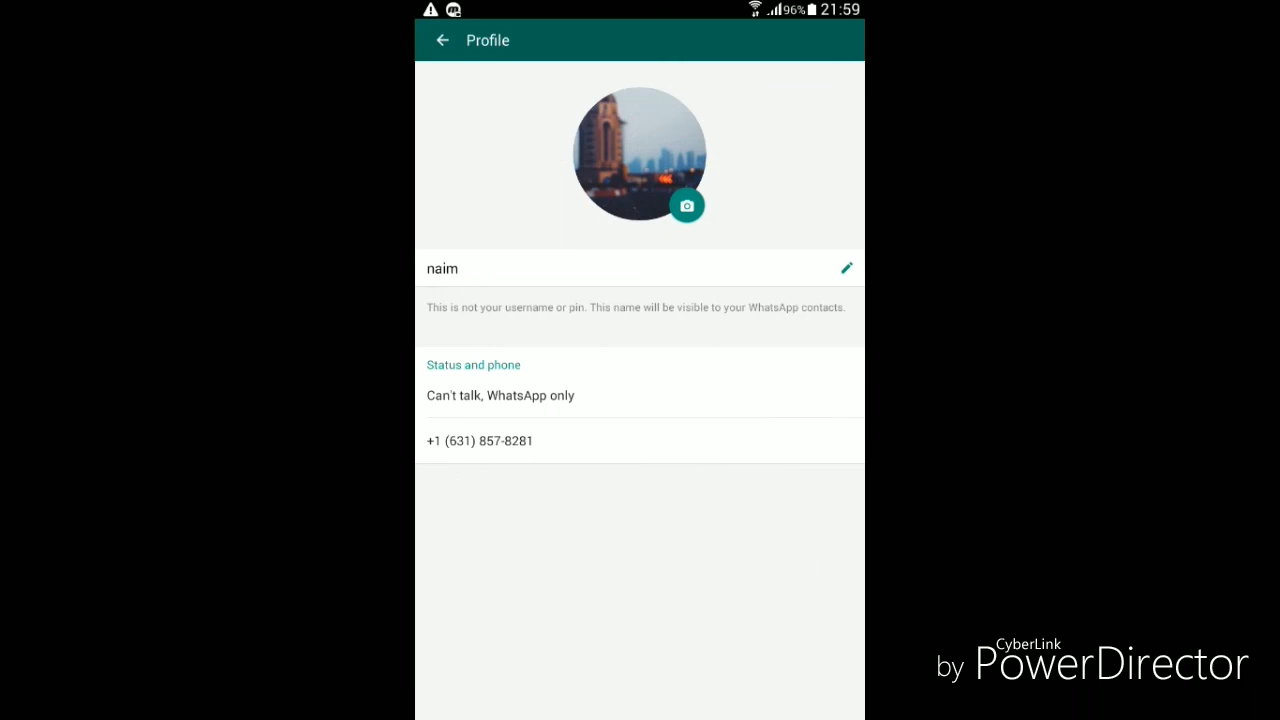 96% 21:59
Profile
naim
This is not your username or pin. This name will be visible to your WhatsApp contacts.
Status and phone
Can't talk, WhatsApp only
+1 (631) 857-8281
CyberLink
by PowerDirector